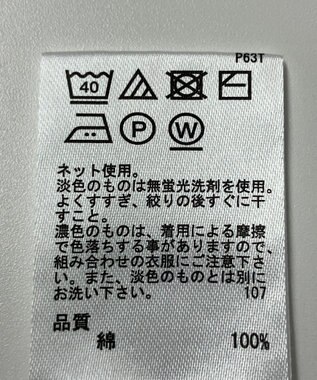 P63T
40
P
W
ネット使用。
淡色のものは無蛍光洗剤を使用。
よくすすぎ、絞りの後すぐに干
すこと。
濃色のものは、着用による摩擦
で色落ちする事がありますので、
組み合わせの衣服にご注意下さ
い。また、淡色のものとは別に
お洗い下さい。 107
品質
綿 100%